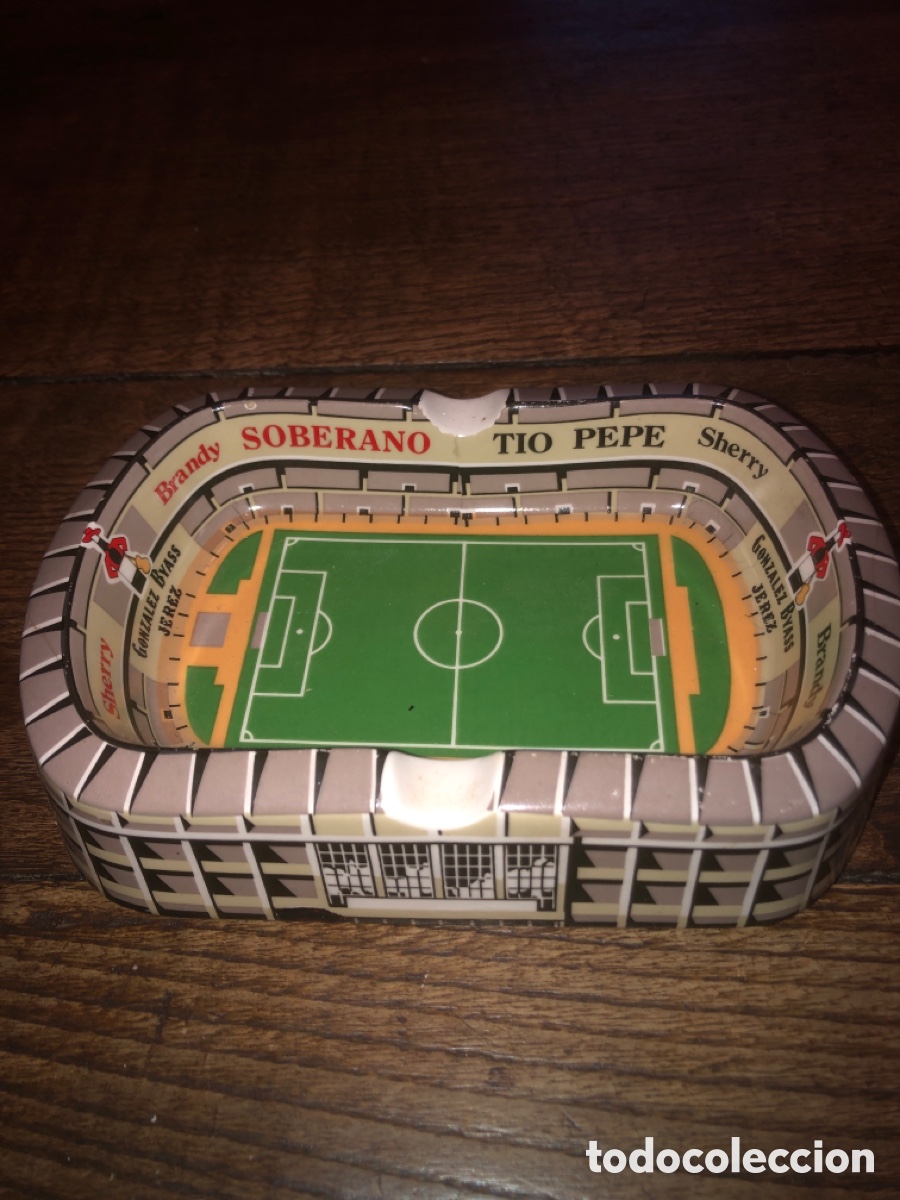 Brandy SOBERANO TIO PEPE Sherry
GONZALEZ BYASS
JEREZ
GONZALEZ BYASS
JEREZ
Sherry
Brandy
todocoleccion